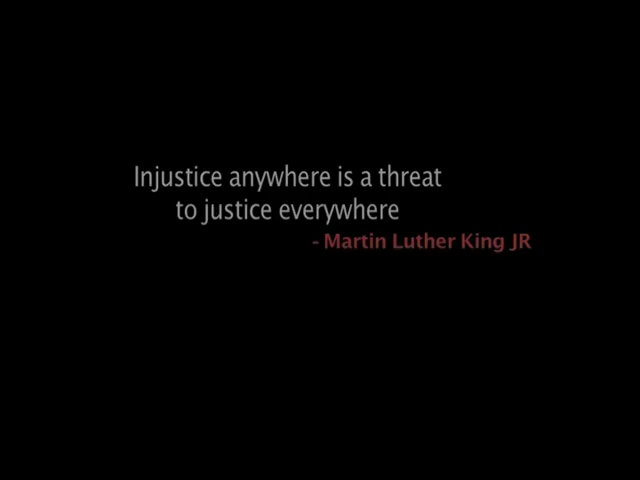 Injustice anywhere is a threat
to justice everywhere
- Martin Luther King JR